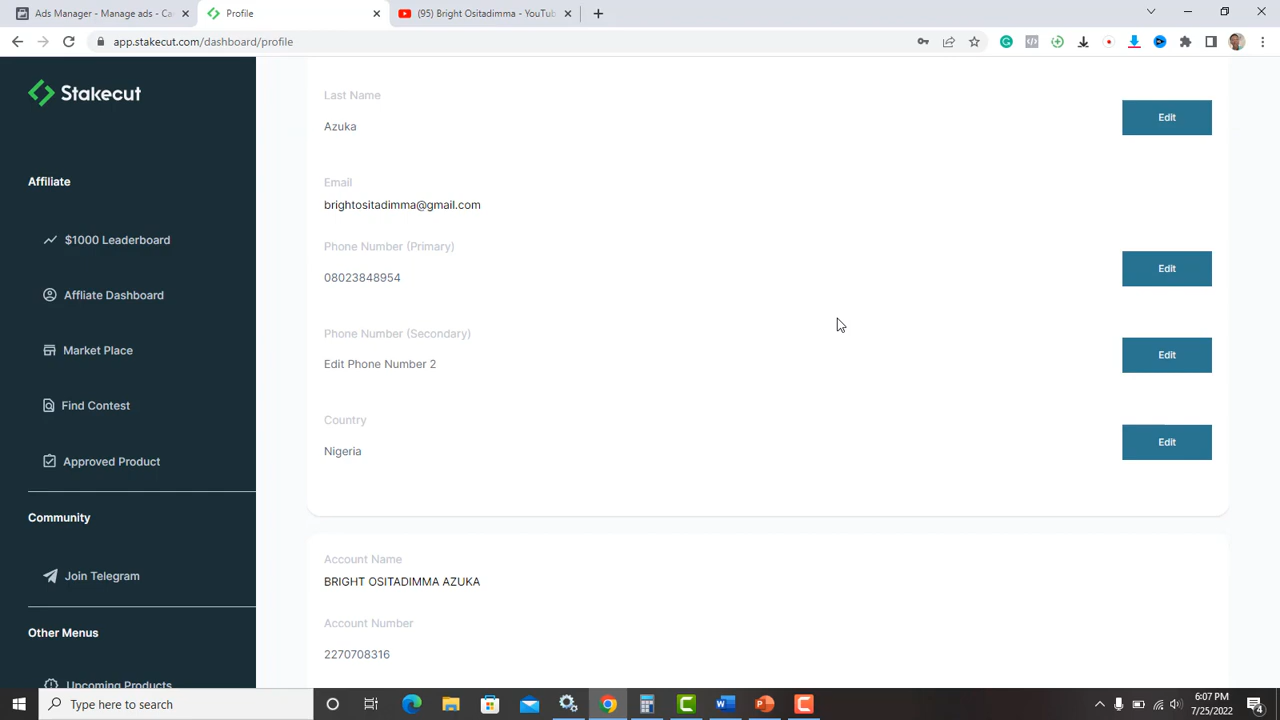 Ads Manager - Manage ads - Ca
Profile
(95) Bright Ositadimma - YouTub
app.stakecut.com/dashboard/profile
Stakecut
Affiliate
$1000 Leaderboard
Affliate Dashboard
Market Place
Find Contest
Approved Product
Community
Join Telegram
Other Menus
Upcoming Products
Last Name
Azuka
Edit
Email
brightositadimma@gmail.com
Phone Number (Primary)
08023848954
Edit
Phone Number (Secondary)
Edit Phone Number 2
Edit
Country
Nigeria
Edit
Account Name
BRIGHT OSITADIMMA AZUKA
Account Number
2270708316
Type here to search
6:07 PM
7/25/2022
4